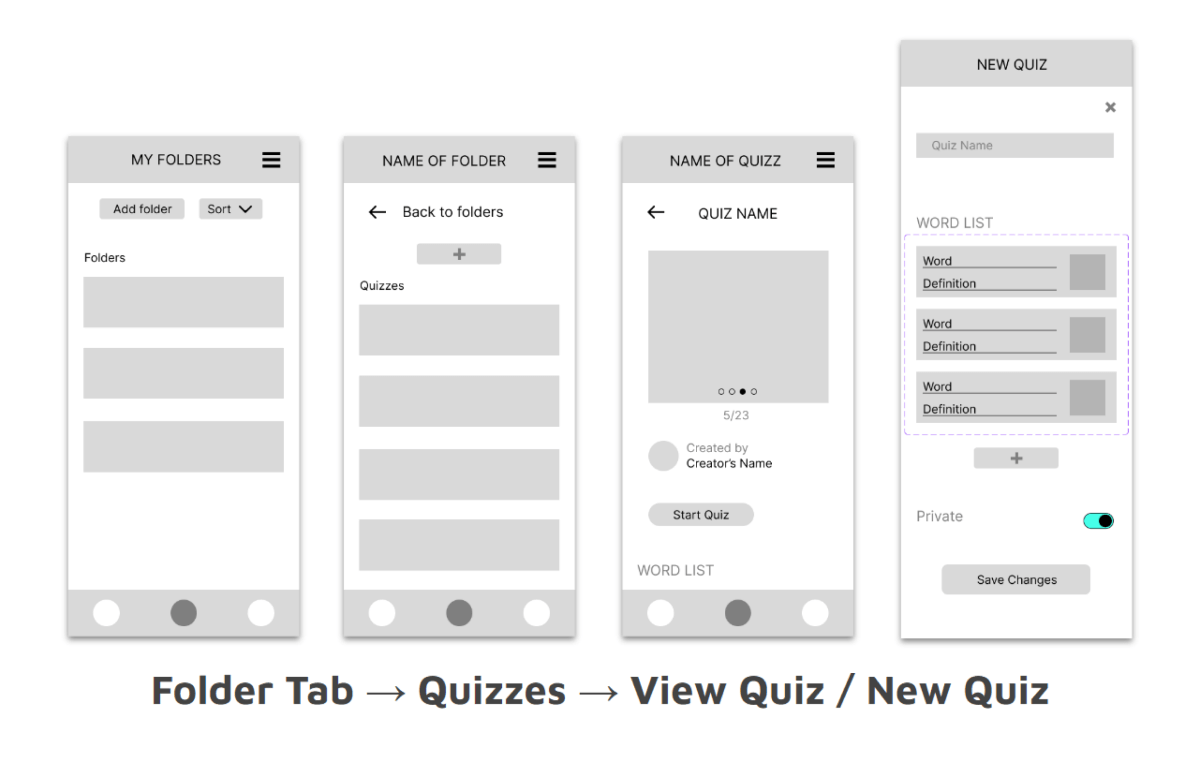 MY FOLDERS
Add folder
Sort
Folders
NAME OF FOLDER
← Back to folders
+
Quizzes
NAME OF QUIZZ
← QUIZ NAME
5/23
Created by
Creator's Name
Start Quiz
WORD LIST
NEW QUIZ
×
Quiz Name
WORD LIST
Word
Definition
Word
Definition
Word
Definition
+
Private
Save Changes
Folder Tab → Quizzes → View Quiz / New Quiz